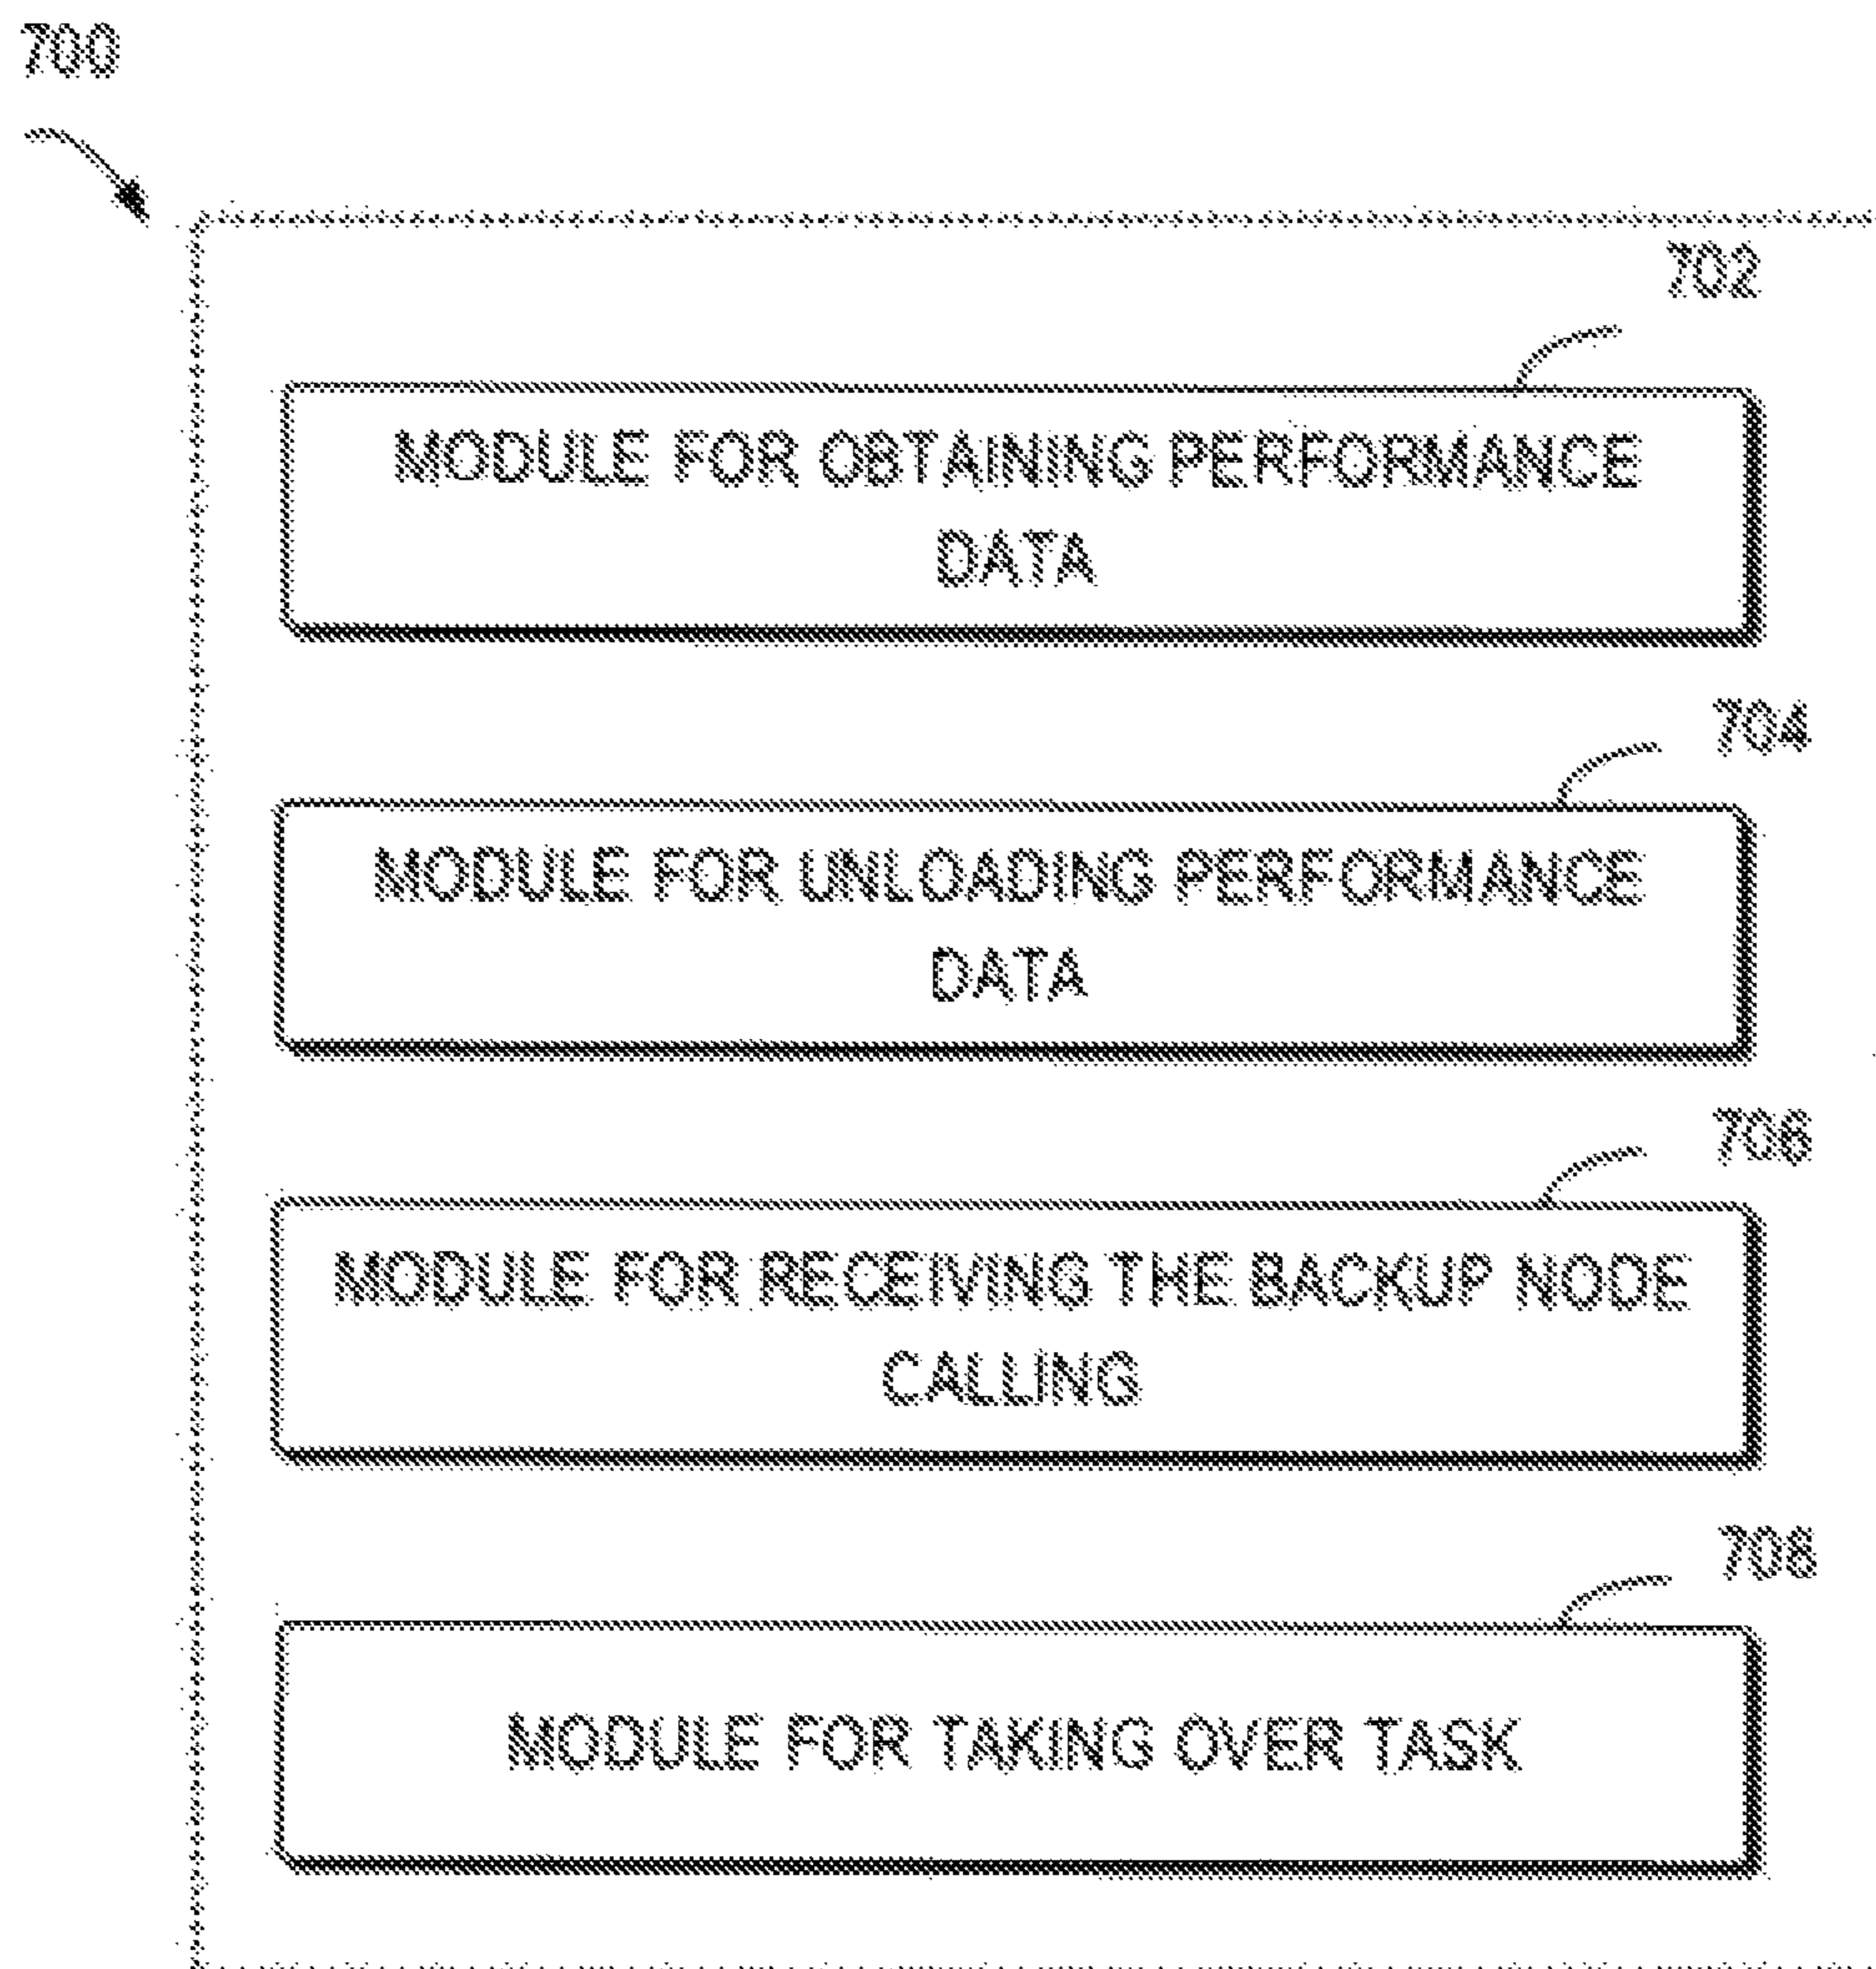 700
702
MODULE FOR OBTAINING PERFORMANCE
DATA
704
MODULE FOR UNLOADING PERFORMANCE
DATA
706
MODULE FOR RECEIVING THE BACKUP NODE
CALLING
708
MODULE FOR TAKING OVER TASK